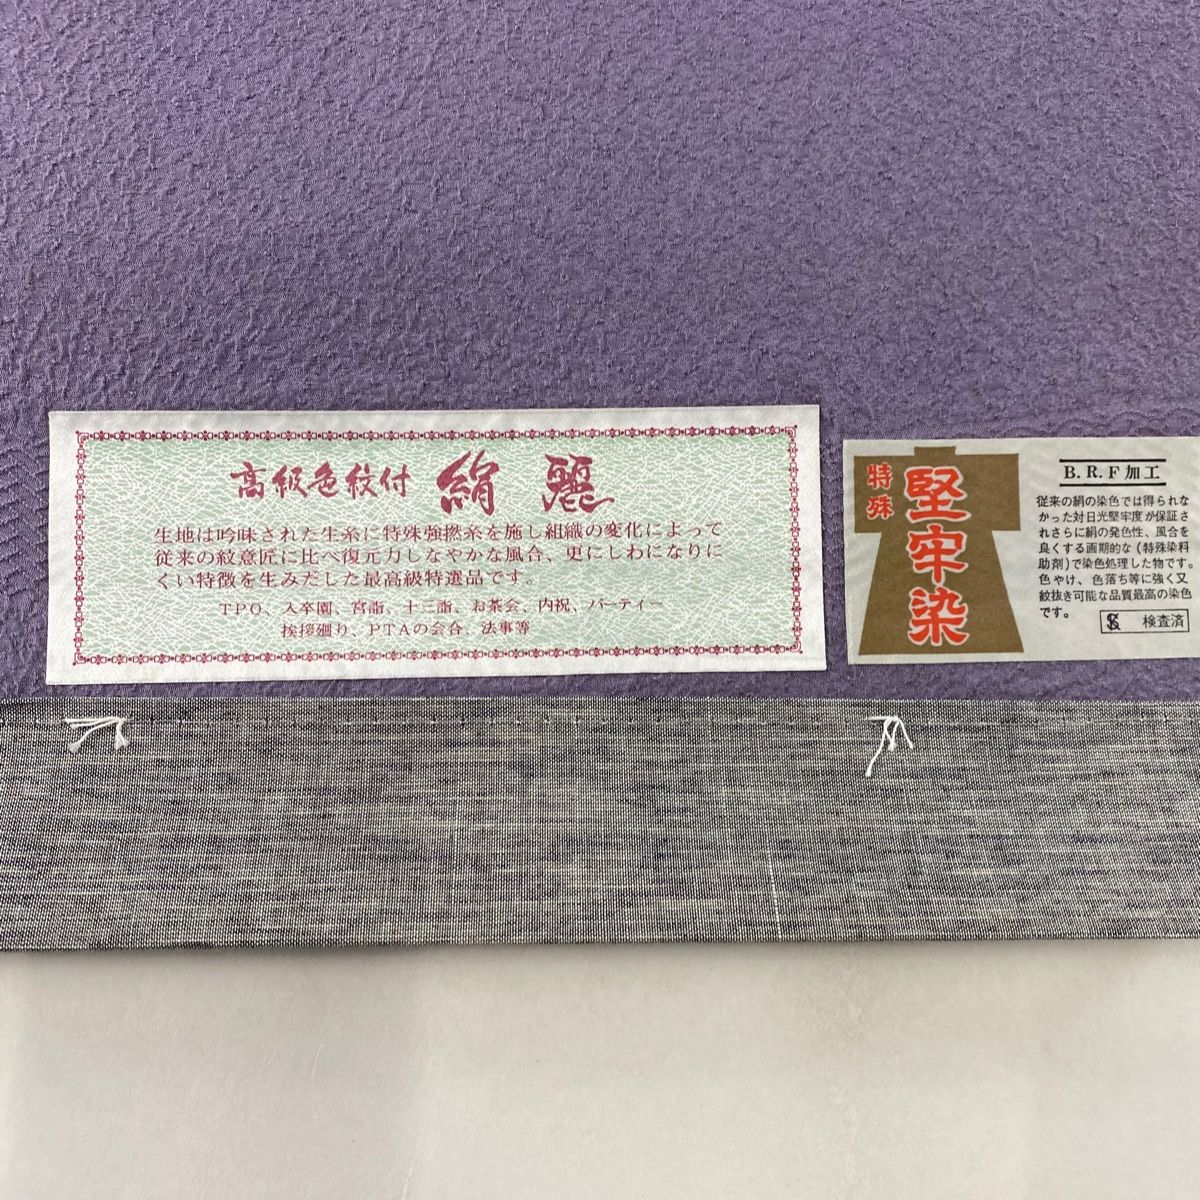 高級色紋付 絹麗
生地は吟味された生糸に特殊強撚糸を施し組織の変化によって
従来の紋意匠に比べ復元力しなやかな風合、更にしわになりに
くい特徴を生みだした最高級特選品です。
TPO、入卒園、宮詣、十三詣、お茶会、内祝、パーティー
挨拶廻り、PTAの会合、法事等
特殊
堅牢染
B.R.F加工
従来の絹の染色では得られな
かった対日光堅牢度が保証さ
れさらに絹の発色性、風合を
良くする画期的な(特殊染料
助剤)で染色処理した物です。
色やけ、色落ち等に強く又
紋抜き可能な品質最高の染色
です。
検査済